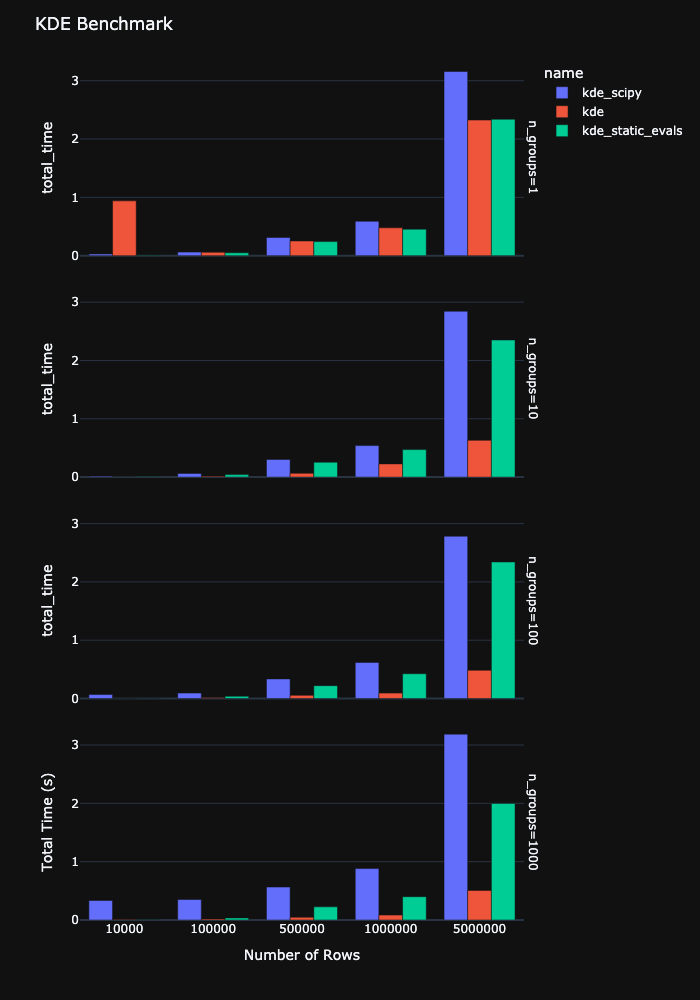 KDE Benchmark
name
kde_scipy
kde
kde_static_evals
3
2
1
0
total_time
n_groups=1
3
2
1
0
total_time
n_groups=10
3
2
1
0
total_time
n_groups=100
3
2
1
0
Total Time (s)
n_groups=1000
10000 100000 500000 1000000 5000000
Number of Rows